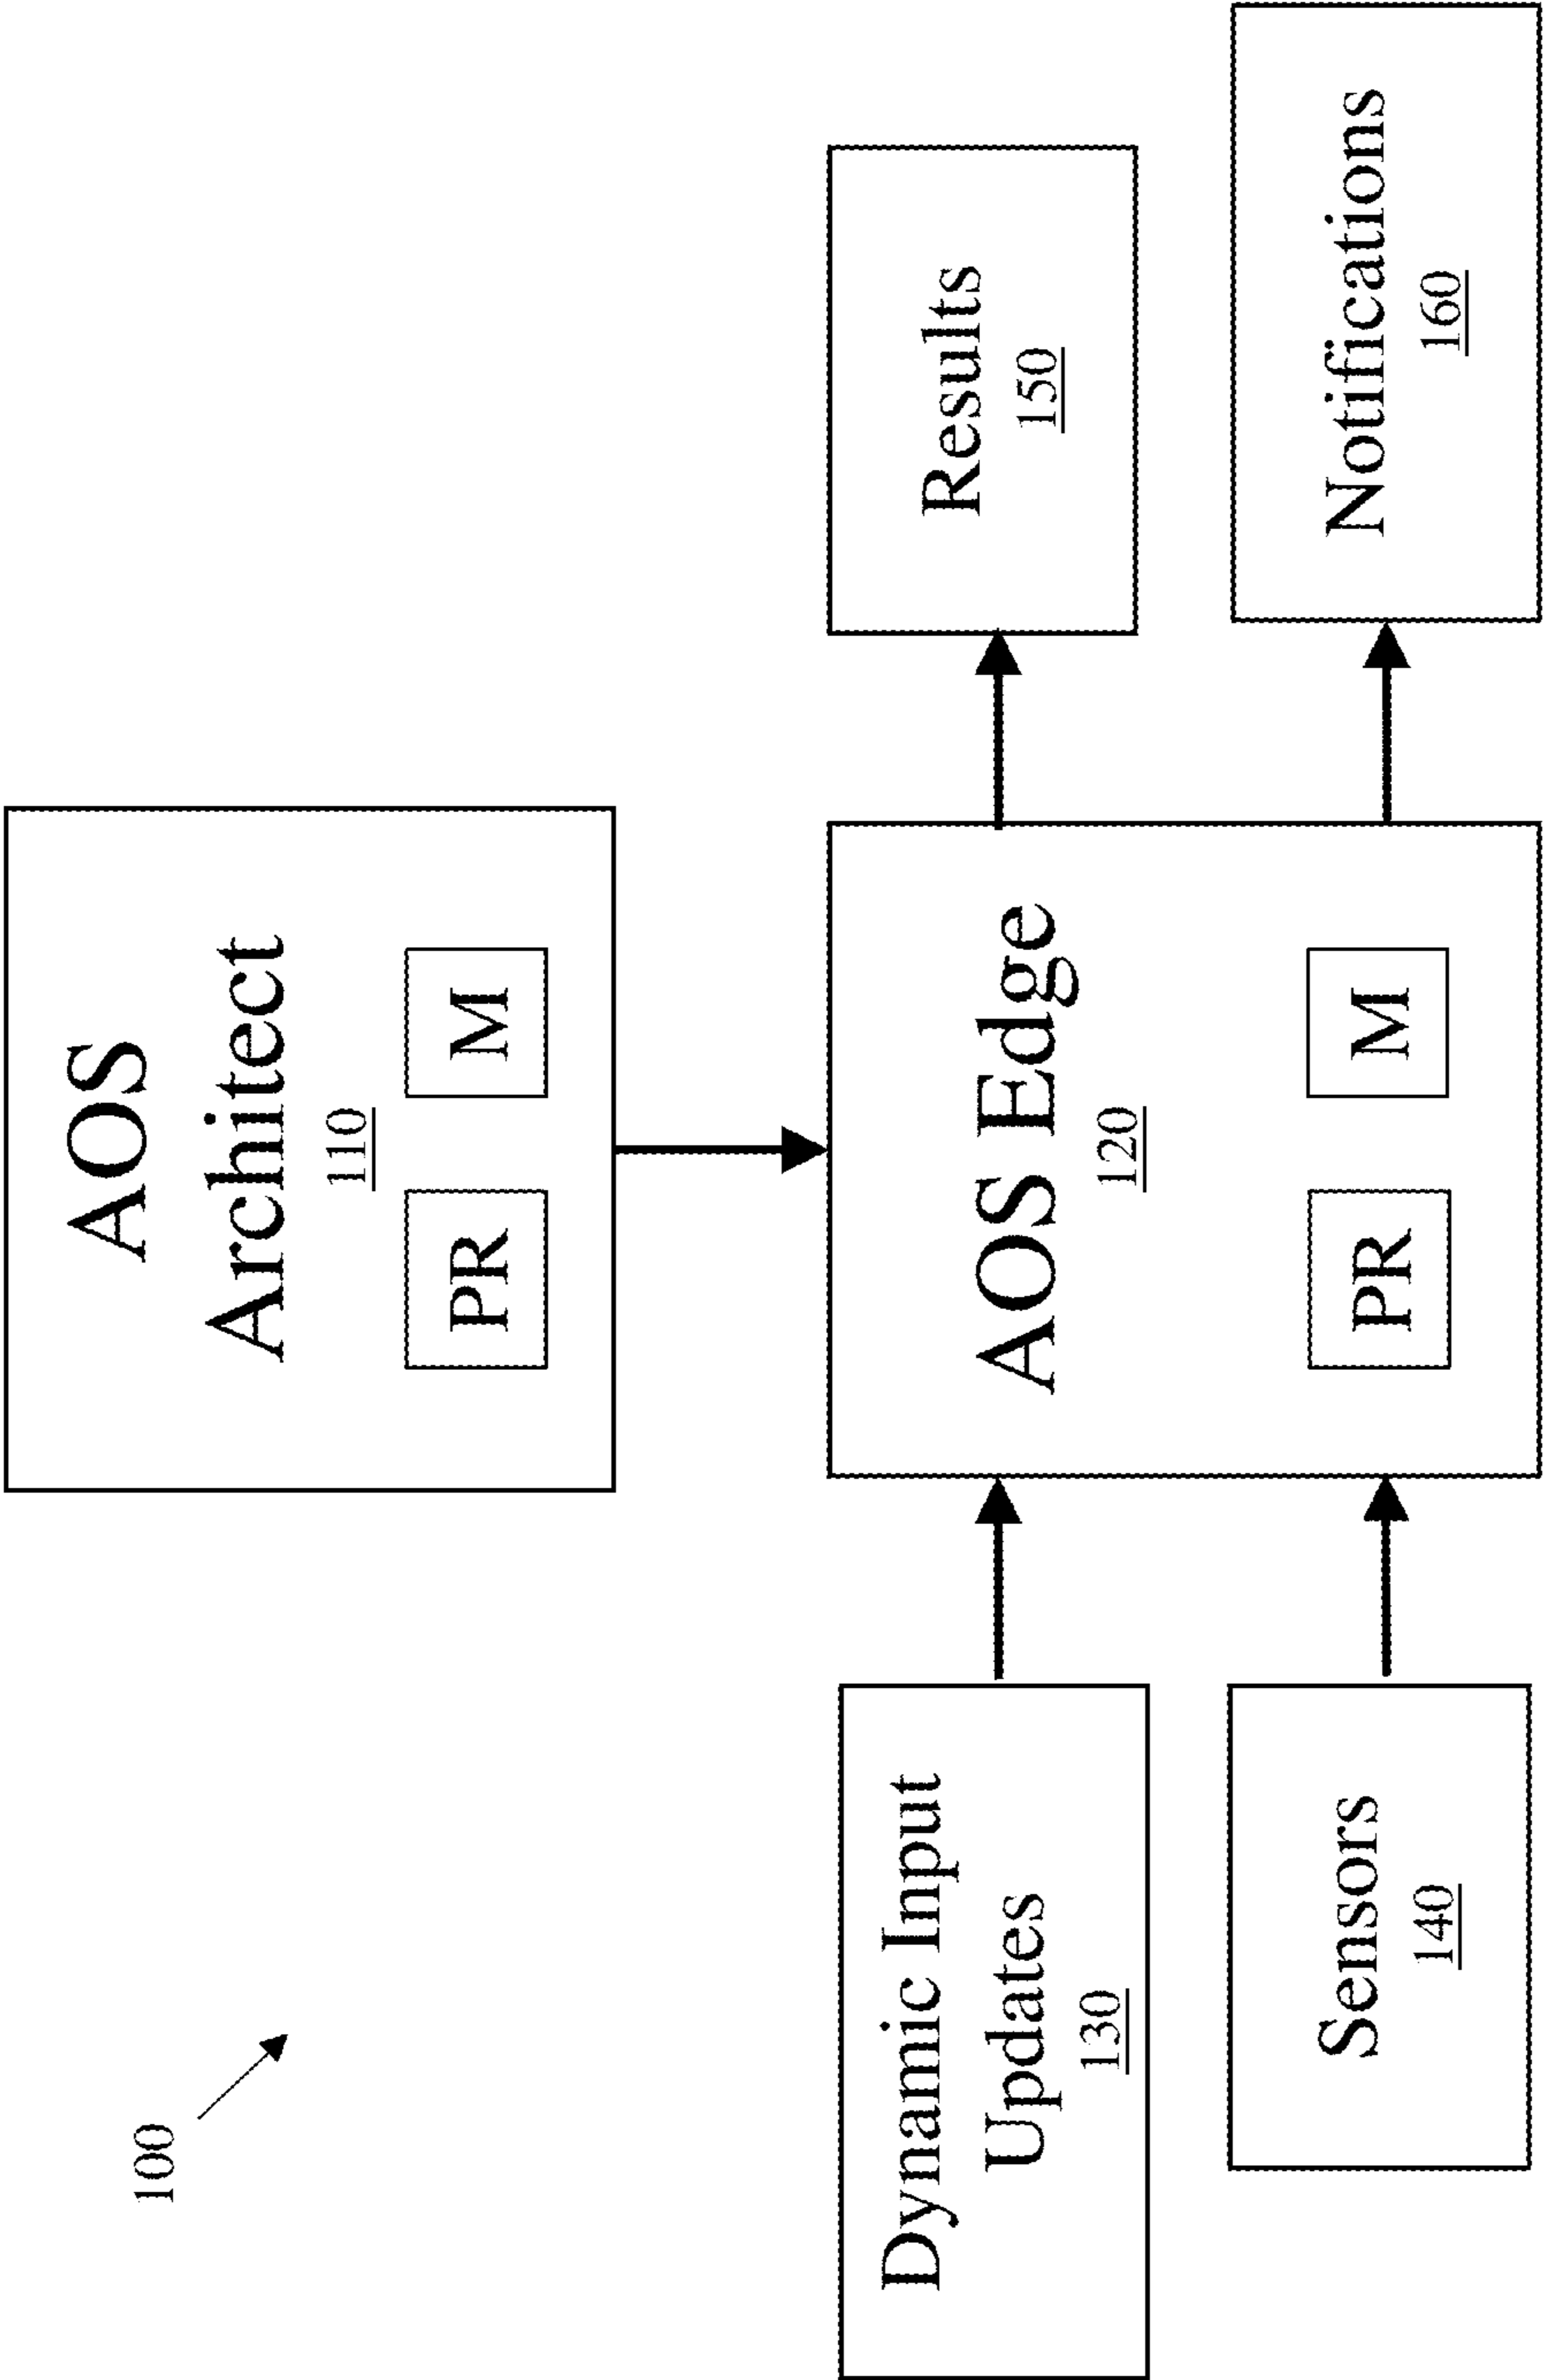 100
AOS
Architect
110
PR
M
Dynamic Input
Updates
130
Sensors
140
AOS Edge
120
PR
M
Results
150
Notifications
160